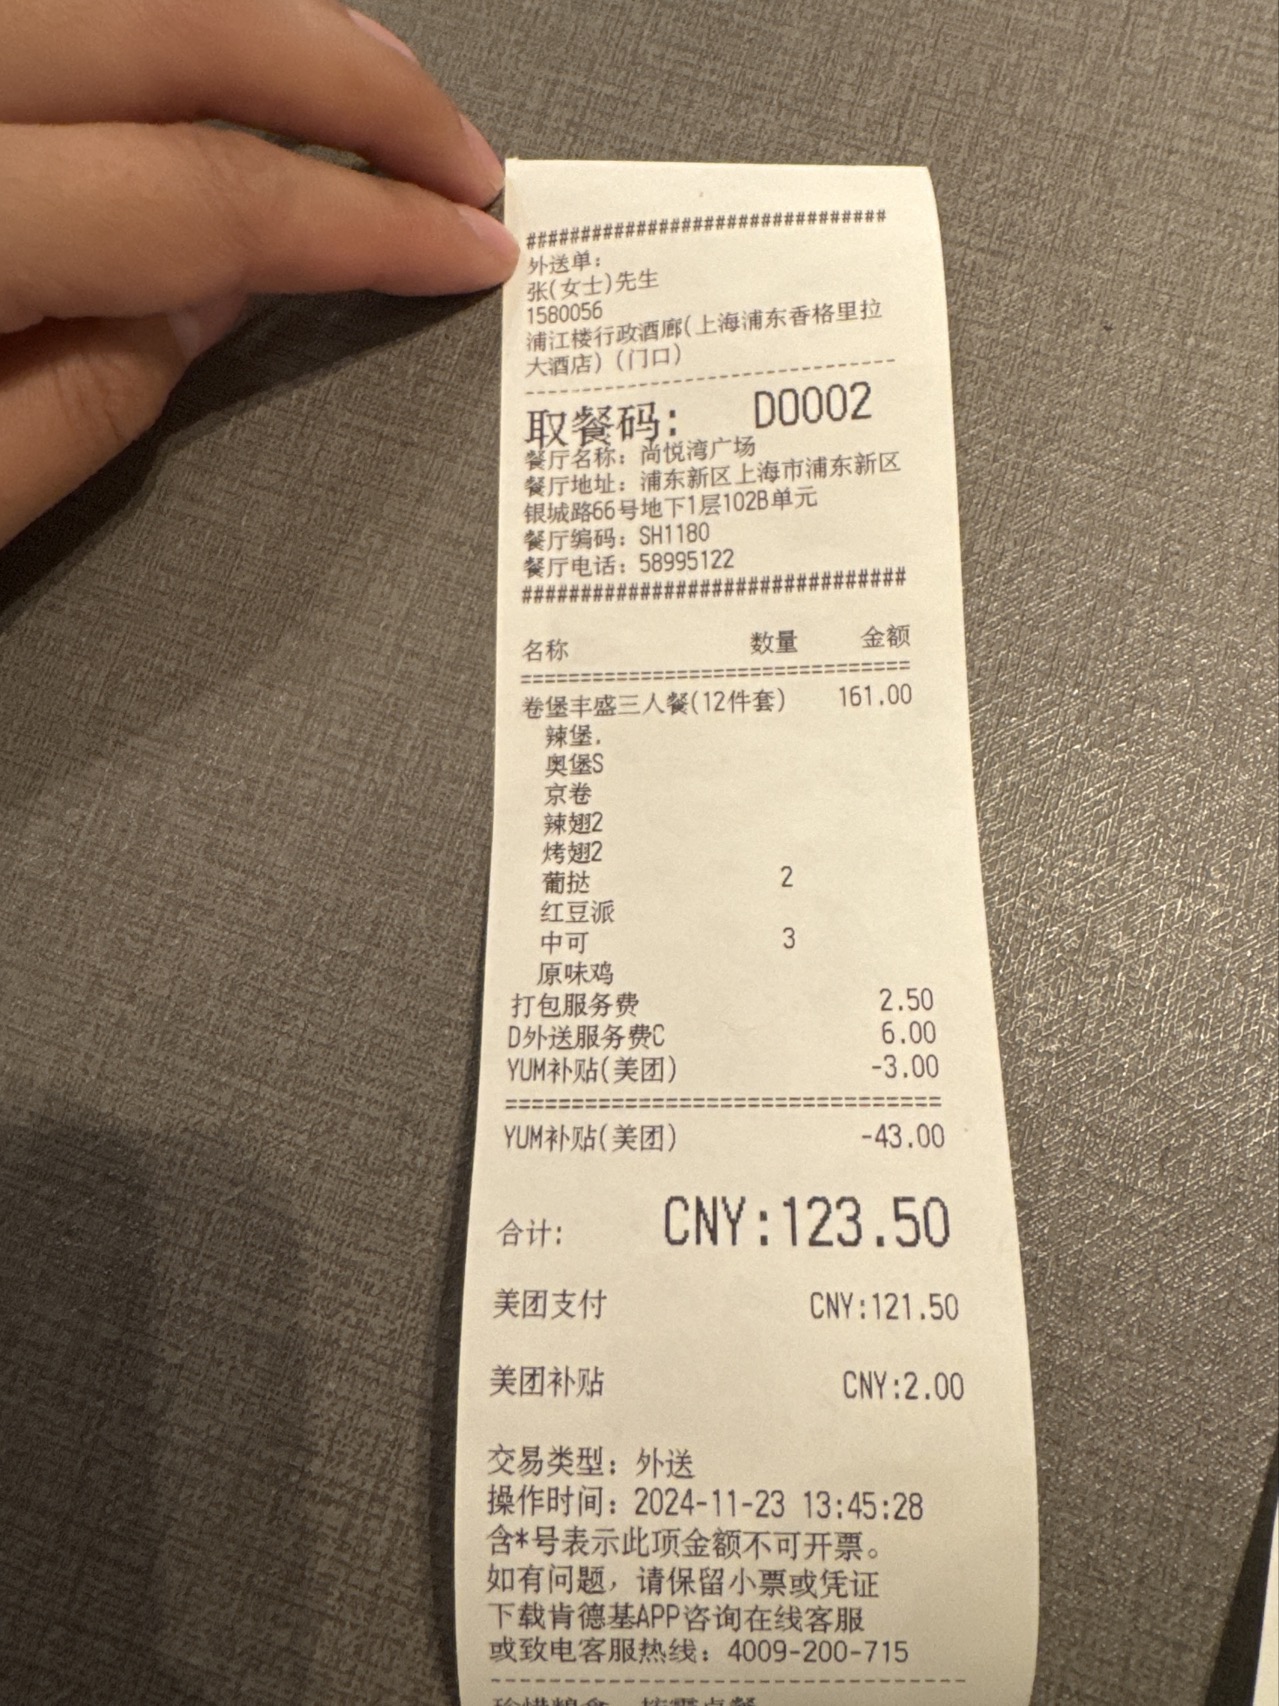 ##############################
外送单:
张(女士)先生
1580056
浦江楼行政酒廊(上海浦东香格里拉
大酒店)(门口)
--------------------------------
取餐码: D0002
餐厅名称: 尚悦湾广场
餐厅地址: 浦东新区上海市浦东新区
银城路66号地下1层102B单元
餐厅编码: SH1180
餐厅电话: 58995122
##############################
名称 数量 金额
==============================
卷堡丰盛三人餐(12件套) 161.00
辣堡.
奥堡S
京卷
辣翅2
烤翅2
葡挞 2
红豆派
中可 3
原味鸡
打包服务费 2.50
D外送服务费C 6.00
YUM补贴(美团) -3.00
==============================
YUM补贴(美团) -43.00
合计: CNY:123.50
美团支付 CNY:121.50
美团补贴 CNY:2.00
交易类型: 外送
操作时间: 2024-11-23 13:45:28
含*号表示此项金额不可开票。
如有问题, 请保留小票或凭证
下载肯德基APP咨询在线客服
或致电客服热线: 4009-200-715
--------------------------------
珍惜粮食, 按需点餐